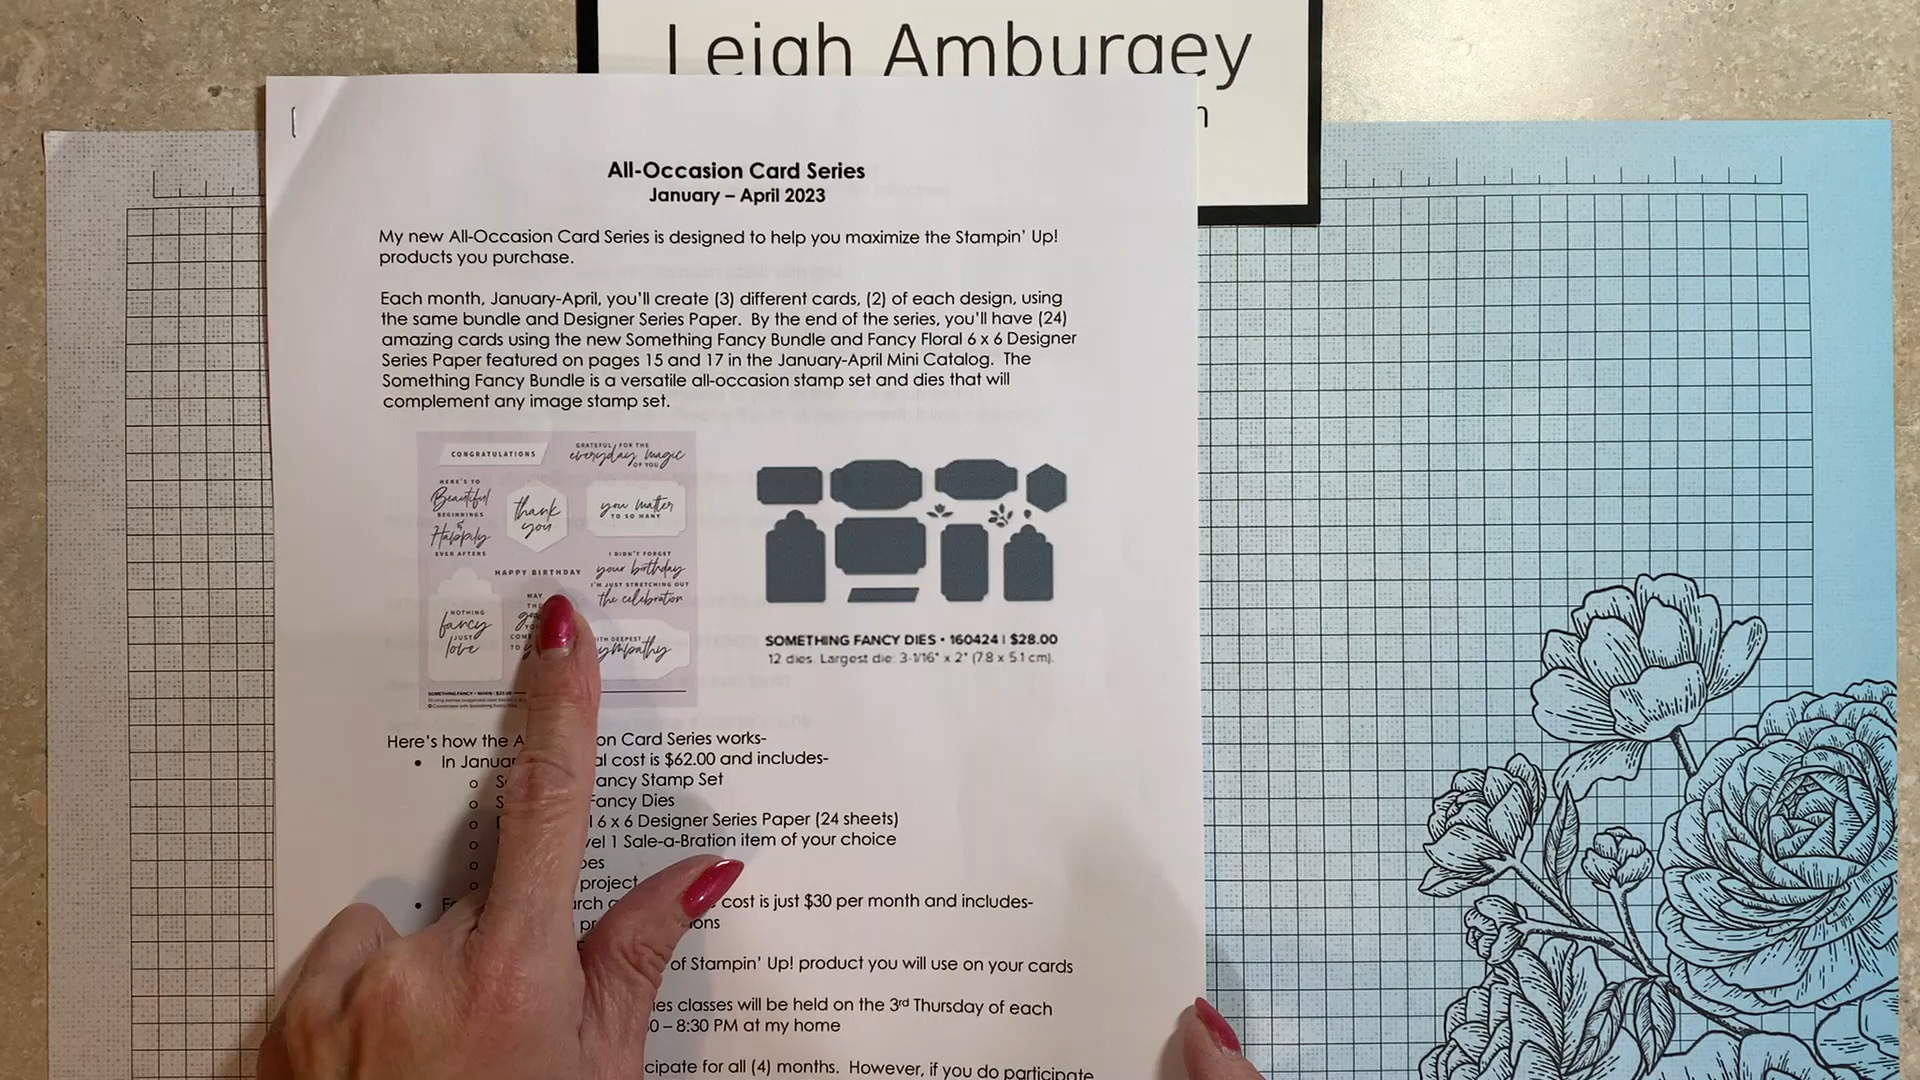 Leigh Amburgey
All-Occasion Card Series
January – April 2023
My new All-Occasion Card Series is designed to help you maximize the Stampin' Up!
products you purchase.
Each month, January-April, you'll create (3) different cards, (2) of each design, using
the same bundle and Designer Series Paper. By the end of the series, you'll have (24)
amazing cards using the new Something Fancy Bundle and Fancy Floral 6 x 6 Designer
Series Paper featured on pages 15 and 17 in the January-April Mini Catalog. The
Something Fancy Bundle is a versatile all-occasion stamp set and dies that will
complement any image stamp set.
CONGRATULATIONS
GRATEFUL FOR THE
everyday magic
OF YOU
HERE'S TO
Beautiful
BEGINNINGS
&
Happily
EVER AFTERS
thank
you
you matter
TO SO MANY
HAPPY BIRTHDAY
I DIDN'T FORGET
your birthday
I'M JUST STRETCHING OUT
the celebration
NOTHING
fancy
JUST
love
MAY
DEEPEST
SOMETHING FANCY DIES • 160424 | $28.00
12 dies. Largest die: 3-1/16" x 2" (7.8 x 5.1 cm).
Here's how the on Card Series works-
In cost is $62.00 and includes-
ancy Stamp Set
Fancy Dies
6 x 6 Designer Series Paper (24 sheets)
1 Sale-a-Bration item of your choice
project
cost is just $30 per month and includes-
of Stampin' Up! product you will use on your cards
classes will be held on the 3rd Thursday of each
– 8:30 PM at my home
for all (4) months. However, if you do participate